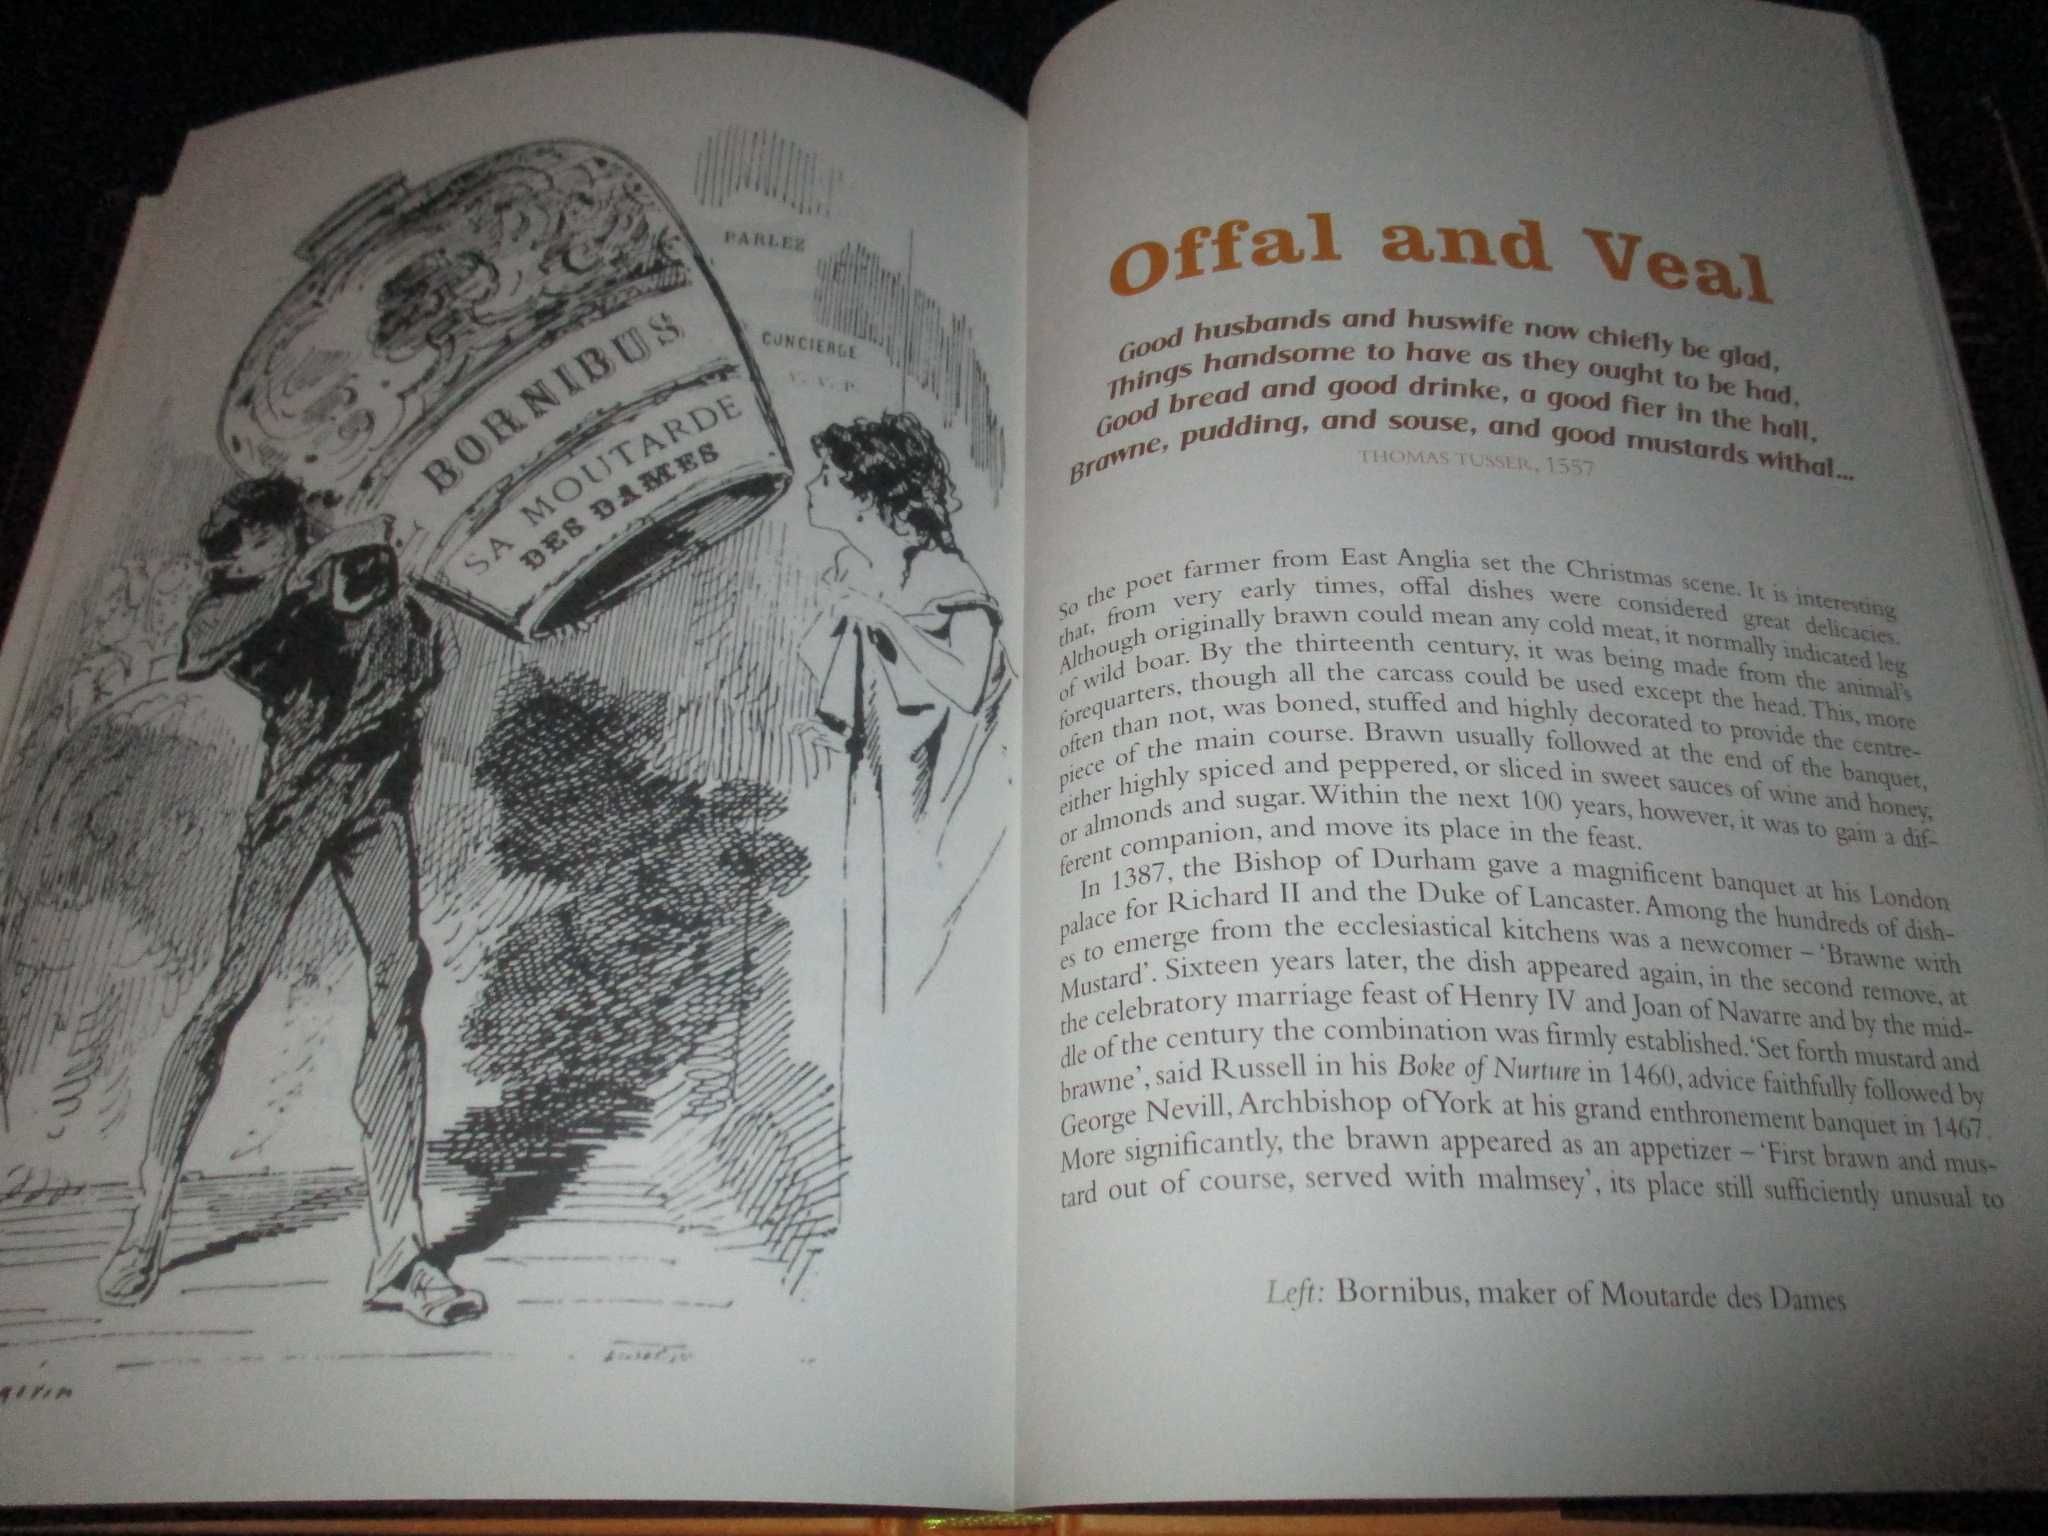 PARLEZ
CONCIERGE
BORNIBUS
SA MOUTARDE
DES DAMES
Offal and Veal
Good husbands and huswife now chiefly be glad,
Things handsome to have as they ought to be had,
Good bread and good drinke, a good fier in the hall,
Brawne, pudding, and souse, and good mustards withal...
THOMAS TUSSER, 1557
So the poet farmer from East Anglia set the Christmas scene. It is interesting
that, from very early times, offal dishes were considered great delicacies.
Although originally brawn could mean any cold meat, it normally indicated leg
of wild boar. By the thirteenth century, it was being made from the animal's
forequarters, though all the carcass could be used except the head. This, more
often than not, was boned, stuffed and highly decorated to provide the centre-
piece of the main course. Brawn usually followed at the end of the banquet,
either highly spiced and peppered, or sliced in sweet sauces of wine and honey,
or almonds and sugar. Within the next 100 years, however, it was to gain a dif-
ferent companion, and move its place in the feast.
In 1387, the Bishop of Durham gave a magnificent banquet at his London
palace for Richard II and the Duke of Lancaster. Among the hundreds of dish-
es to emerge from the ecclesiastical kitchens was a newcomer – 'Brawne with
Mustard'. Sixteen years later, the dish appeared again, in the second remove, at
the celebratory marriage feast of Henry IV and Joan of Navarre and by the mid-
dle of the century the combination was firmly established. 'Set forth mustard and
brawne', said Russell in his Boke of Nurture in 1460, advice faithfully followed by
George Nevill, Archbishop of York at his grand enthronement banquet in 1467.
More significantly, the brawn appeared as an appetizer – 'First brawn and mus-
tard out of course, served with malmsey', its place still sufficiently unusual to
Left: Bornibus, maker of Moutarde des Dames